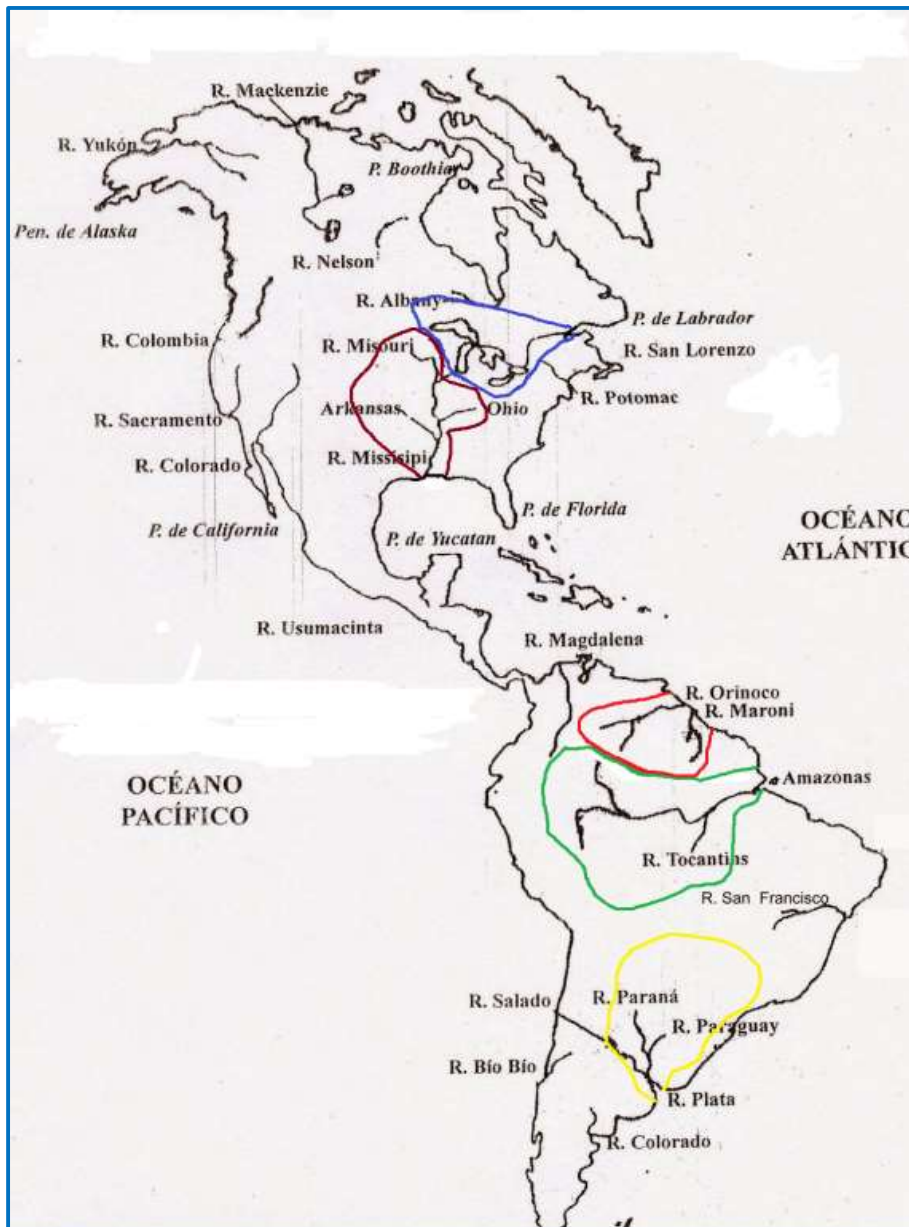 R. Mackenzie
R. Yukón
P. Boothia
Pen. de Alaska
R. Nelson
R. Albany
P. de Labrador
R. Colombia
R. Misouri
R. San Lorenzo
R. Potomac
R. Sacramento
Arkansas
Ohio
R. Colorado
R. Missisipi
P. de California
P. de Florida
P. de Yucatan
OCÉANO
ATLÁNTIC
R. Usumacinta
R. Magdalena
R. Orinoco
R. Maroni
OCÉANO
PACÍFICO
Amazonas
R. Tocantins
R. San Francisco
R. Salado
R. Paraná
R. Paraguay
R. Bío Bío
R. Plata
R. Colorado